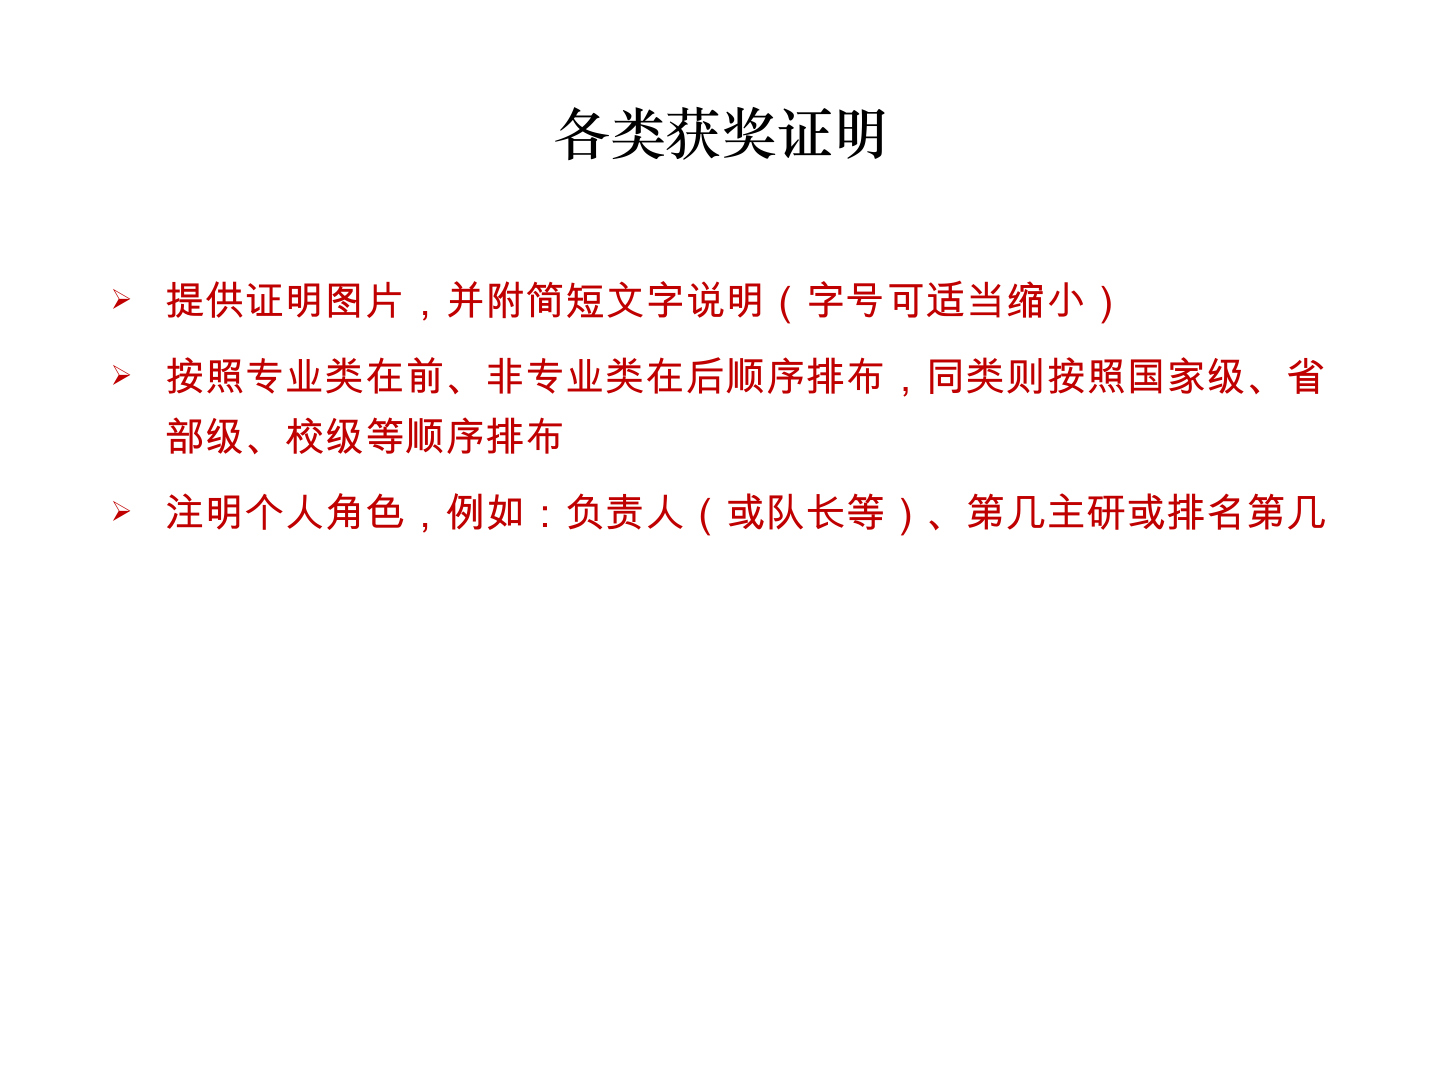 各类获奖证明
➢ 提供证明图片，并附简短文字说明（字号可适当缩小）
➢ 按照专业类在前、非专业类在后顺序排布，同类则按照国家级、省
部级、校级等顺序排布
➢ 注明个人角色，例如：负责人（或队长等）、第几主研或排名第几